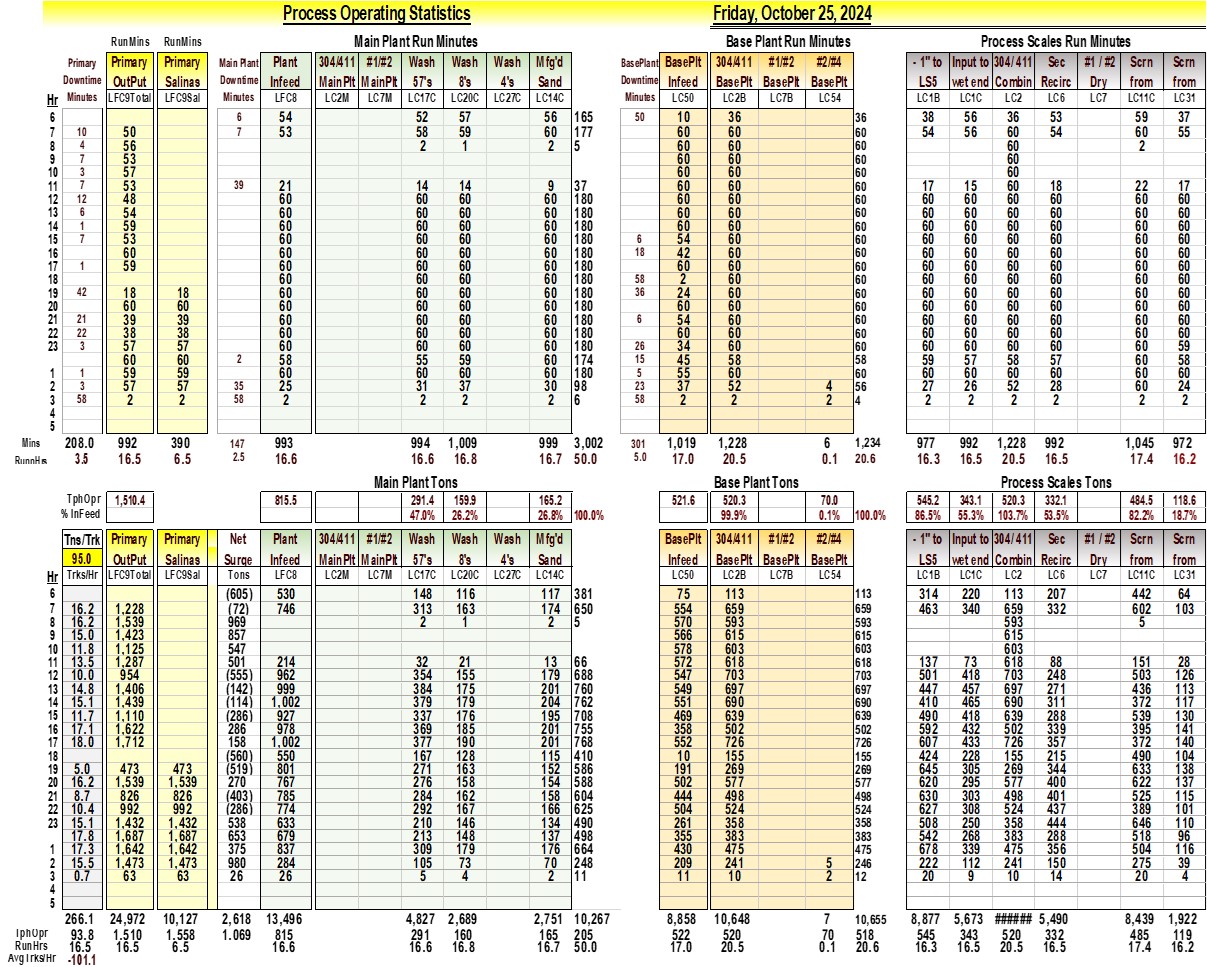 Process Operating Statistics Friday, October 25, 2024
RunMins RunMins Main Plant Run Minutes Base Plant Run Minutes Process Scales Run Minutes
Primary Primary Primary Main Plant Plant 304/411 #1/#2 Wash Wash Wash Mfg'd BasePlant BasePlt 304/411 #1/#2 #2/#4 - 1" to Input to 304/411 Sec #1 / #2 Scrn Scrn
Downtime OutPut Salinas Downtime Infeed MainPlt MainPlt 57's 8's 4's Sand Downtime Infeed BasePlt BasePlt BasePlt LS5 wet end Combin Recirc Dry from from
Hr Minutes LFC9Total LFC9Sal Minutes LFC8 LC2M LC7M LC17C LC20C LC27C LC14C Minutes LC50 LC2B LC7B LC54 LC1B LC1C LC2 LC6 LC7 LC11C LC31
6 6 54 52 57 56 165 50 10 36 36 38 56 36 53 59 37
7 10 50 7 53 58 59 60 177 60 60 60 54 56 60 54 60 55
8 4 56 2 1 2 5 60 60 60 60 2
9 7 53 60 60 60 60
10 3 57 60 60 60 60
11 7 53 39 21 14 14 9 37 60 60 60 17 15 60 18 22 17
12 12 48 60 60 60 60 180 60 60 60 60 60 60 60 60 60
13 6 54 60 60 60 60 180 60 60 60 60 60 60 60 60 60
14 1 59 60 60 60 60 180 60 60 60 60 60 60 60 60 60
15 7 53 60 60 60 60 180 6 54 60 60 60 60 60 60 60 60
16 60 60 60 60 60 180 18 42 60 60 60 60 60 60 60 60
17 1 59 60 60 60 60 180 60 60 60 60 60 60 60 60 60
18 60 60 60 60 180 58 2 60 60 60 60 60 60 60 60
19 42 18 18 60 60 60 60 180 36 24 60 60 60 60 60 60 60 60
20 60 60 60 60 60 60 180 60 60 60 60 60 60 60 60 60
21 21 39 39 60 60 60 60 180 6 54 60 60 60 60 60 60 60 60
22 22 38 38 60 60 60 60 180 60 60 60 60 60 60 60 60 60
23 3 57 57 60 60 60 60 180 26 34 60 60 60 60 60 60 60 59
60 60 2 58 55 59 60 174 15 45 58 58 59 57 58 57 60 58
1 1 59 59 60 60 60 60 180 5 55 60 60 60 60 60 60 60 60
2 3 57 57 35 25 31 37 30 98 23 37 52 4 56 27 26 52 28 60 24
3 58 2 2 58 2 2 2 2 6 58 2 2 2 4 2 2 2 2 2 2
4
5
Mins 208.0 992 390 147 993 994 1,009 999 3,002 301 1,019 1,228 6 1,234 977 992 1,228 992 1,045 972
RunnHrs 3.5 16.5 6.5 2.5 16.6 16.6 16.8 16.7 50.0 5.0 17.0 20.5 0.1 20.6 16.3 16.5 20.5 16.5 17.4 16.2
Main Plant Tons Base Plant Tons Process Scales Tons
TphOpr 1,510.4 815.5 291.4 159.9 165.2 521.6 520.3 70.0 545.2 343.1 520.3 332.1 484.5 118.6
% InFeed 47.0% 26.2% 26.8% 100.0% 99.9% 0.1% 100.0% 86.5% 55.3% 103.7% 53.5% 82.2% 18.7%
Tns/Trk Primary Primary Net Plant 304/411 #1/#2 Wash Wash Wash Mfg'd BasePlt 304/411 #1/#2 #2/#4 - 1" to Input to 304/ 411 Sec #1 / #2 Scrn Scrn
95.0 OutPut Salinas Surge Infeed MainPlt MainPlt 57's 8's 4's Sand Infeed BasePlt BasePlt BasePlt LS5 wet end Combin Recirc Dry from from
Hr Trks/Hr LFC9Total LFC9Sal Tons LFC8 LC2M LC7M LC17C LC20C LC27C LC14C LC50 LC2B LC7B LC54 LC1B LC1C LC2 LC6 LC7 LC11C LC31
6 (605) 530 148 116 117 381 75 113 113 314 220 113 207 442 64
7 16.2 1,228 (72) 746 313 163 174 650 554 659 659 463 340 659 332 602 103
8 16.2 1,539 969 2 1 2 5 570 593 593 593 5
9 15.0 1,423 857 566 615 615 615
10 11.8 1,125 547 578 603 603 603
11 13.5 1,287 501 214 32 21 13 66 572 618 618 137 73 618 88 151 28
12 10.0 954 (555) 962 354 155 179 688 547 703 703 501 418 703 248 503 126
13 14.8 1,406 (142) 999 384 175 201 760 549 697 697 447 457 697 271 436 113
14 15.1 1,439 (114) 1,002 379 179 204 762 551 690 690 410 465 690 311 372 117
15 11.7 1,110 (286) 927 337 176 195 708 469 639 639 490 418 639 288 539 130
16 17.1 1,622 286 978 369 185 201 755 358 502 502 592 432 502 339 395 141
17 18.0 1,712 158 1,002 377 190 201 768 552 726 726 607 433 726 357 372 140
18 (560) 550 167 128 115 410 10 155 155 424 228 155 215 490 104
19 5.0 473 473 (519) 801 271 163 152 586 191 269 269 645 305 269 344 633 138
20 16.2 1,539 1,539 270 767 276 158 154 588 502 577 577 620 295 577 400 622 137
21 8.7 826 826 (403) 785 284 162 158 604 444 498 498 630 303 498 401 525 115
22 10.4 992 992 (286) 774 292 167 166 625 504 524 524 627 308 524 437 389 101
23 15.1 1,432 1,432 538 633 210 146 134 490 261 358 358 508 250 358 444 646 110
17.8 1,687 1,687 653 679 213 148 137 498 355 383 383 542 268 383 288 518 96
1 17.3 1,642 1,642 375 837 309 179 176 664 430 475 475 678 339 475 356 504 116
2 15.5 1,473 1,473 980 284 105 73 70 248 209 241 5 246 222 112 241 150 275 39
3 0.7 63 63 26 26 5 4 2 11 11 10 2 12 20 9 10 14 20 4
4
5
266.1 24,972 10,127 2,618 13,496 4,827 2,689 2,751 10,267 8,858 10,648 7 10,655 8,877 5,673 ###### 5,490 8,439 1,922
TphOpr 93.8 1,510 1,558 1.069 815 291 160 165 205 522 520 70 518 545 343 520 332 485 119
RunHrs 16.5 16.5 6.5 16.6 16.6 16.8 16.7 50.0 17.0 20.5 0.1 20.6 16.3 16.5 20.5 16.5 17.4 16.2
AvgTrks/Hr -101.1